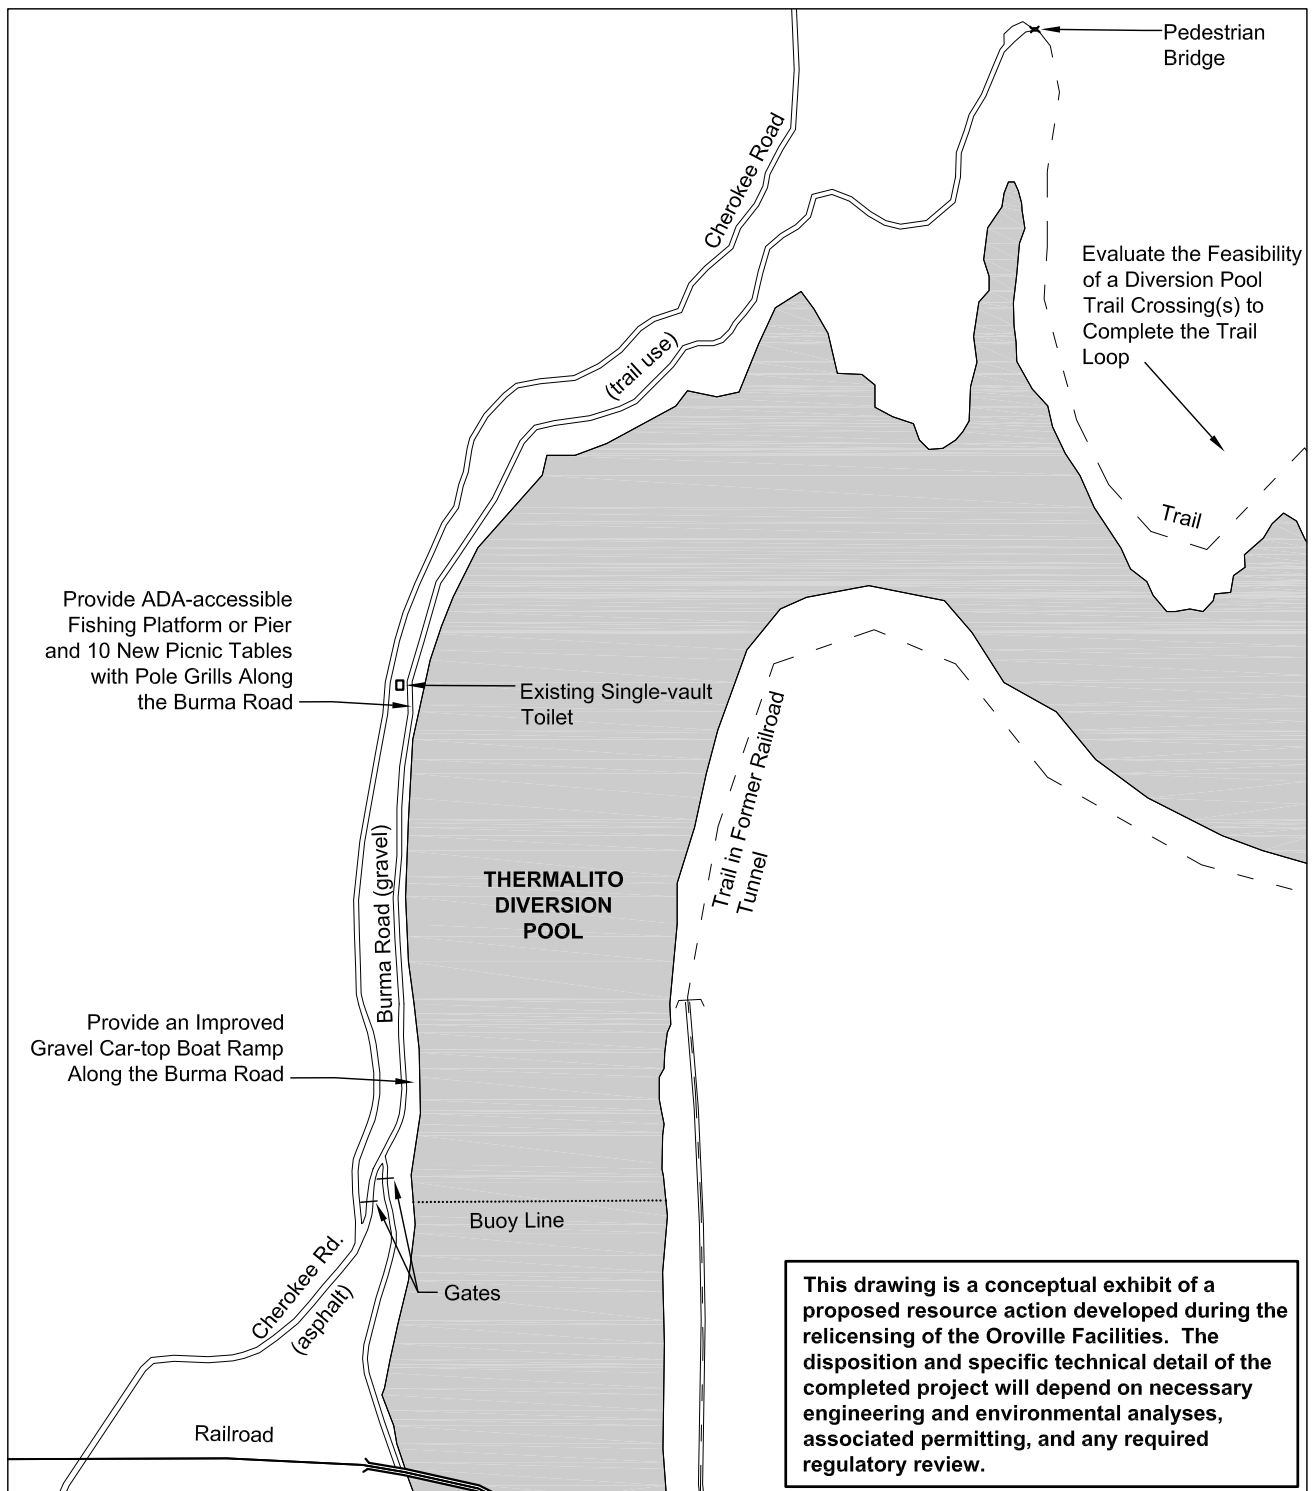 Pedestrian
Bridge
Cherokee Road
Evaluate the Feasibility
of a Diversion Pool
Trail Crossing(s) to
Complete the Trail
Loop
(trail use)
Trail
Provide ADA-accessible
Fishing Platform or Pier
and 10 New Picnic Tables
with Pole Grills Along
the Burma Road
Existing Single-vault
Toilet
Trail in Former Railroad
Tunnel
Burma Road (gravel)
THERMALITO
DIVERSION
POOL
Provide an Improved
Gravel Car-top Boat Ramp
Along the Burma Road
Buoy Line
Cherokee Rd.
(asphalt)
Gates
Railroad
This drawing is a conceptual exhibit of a
proposed resource action developed during the
relicensing of the Oroville Facilities. The
disposition and specific technical detail of the
completed project will depend on necessary
engineering and environmental analyses,
associated permitting, and any required
regulatory review.